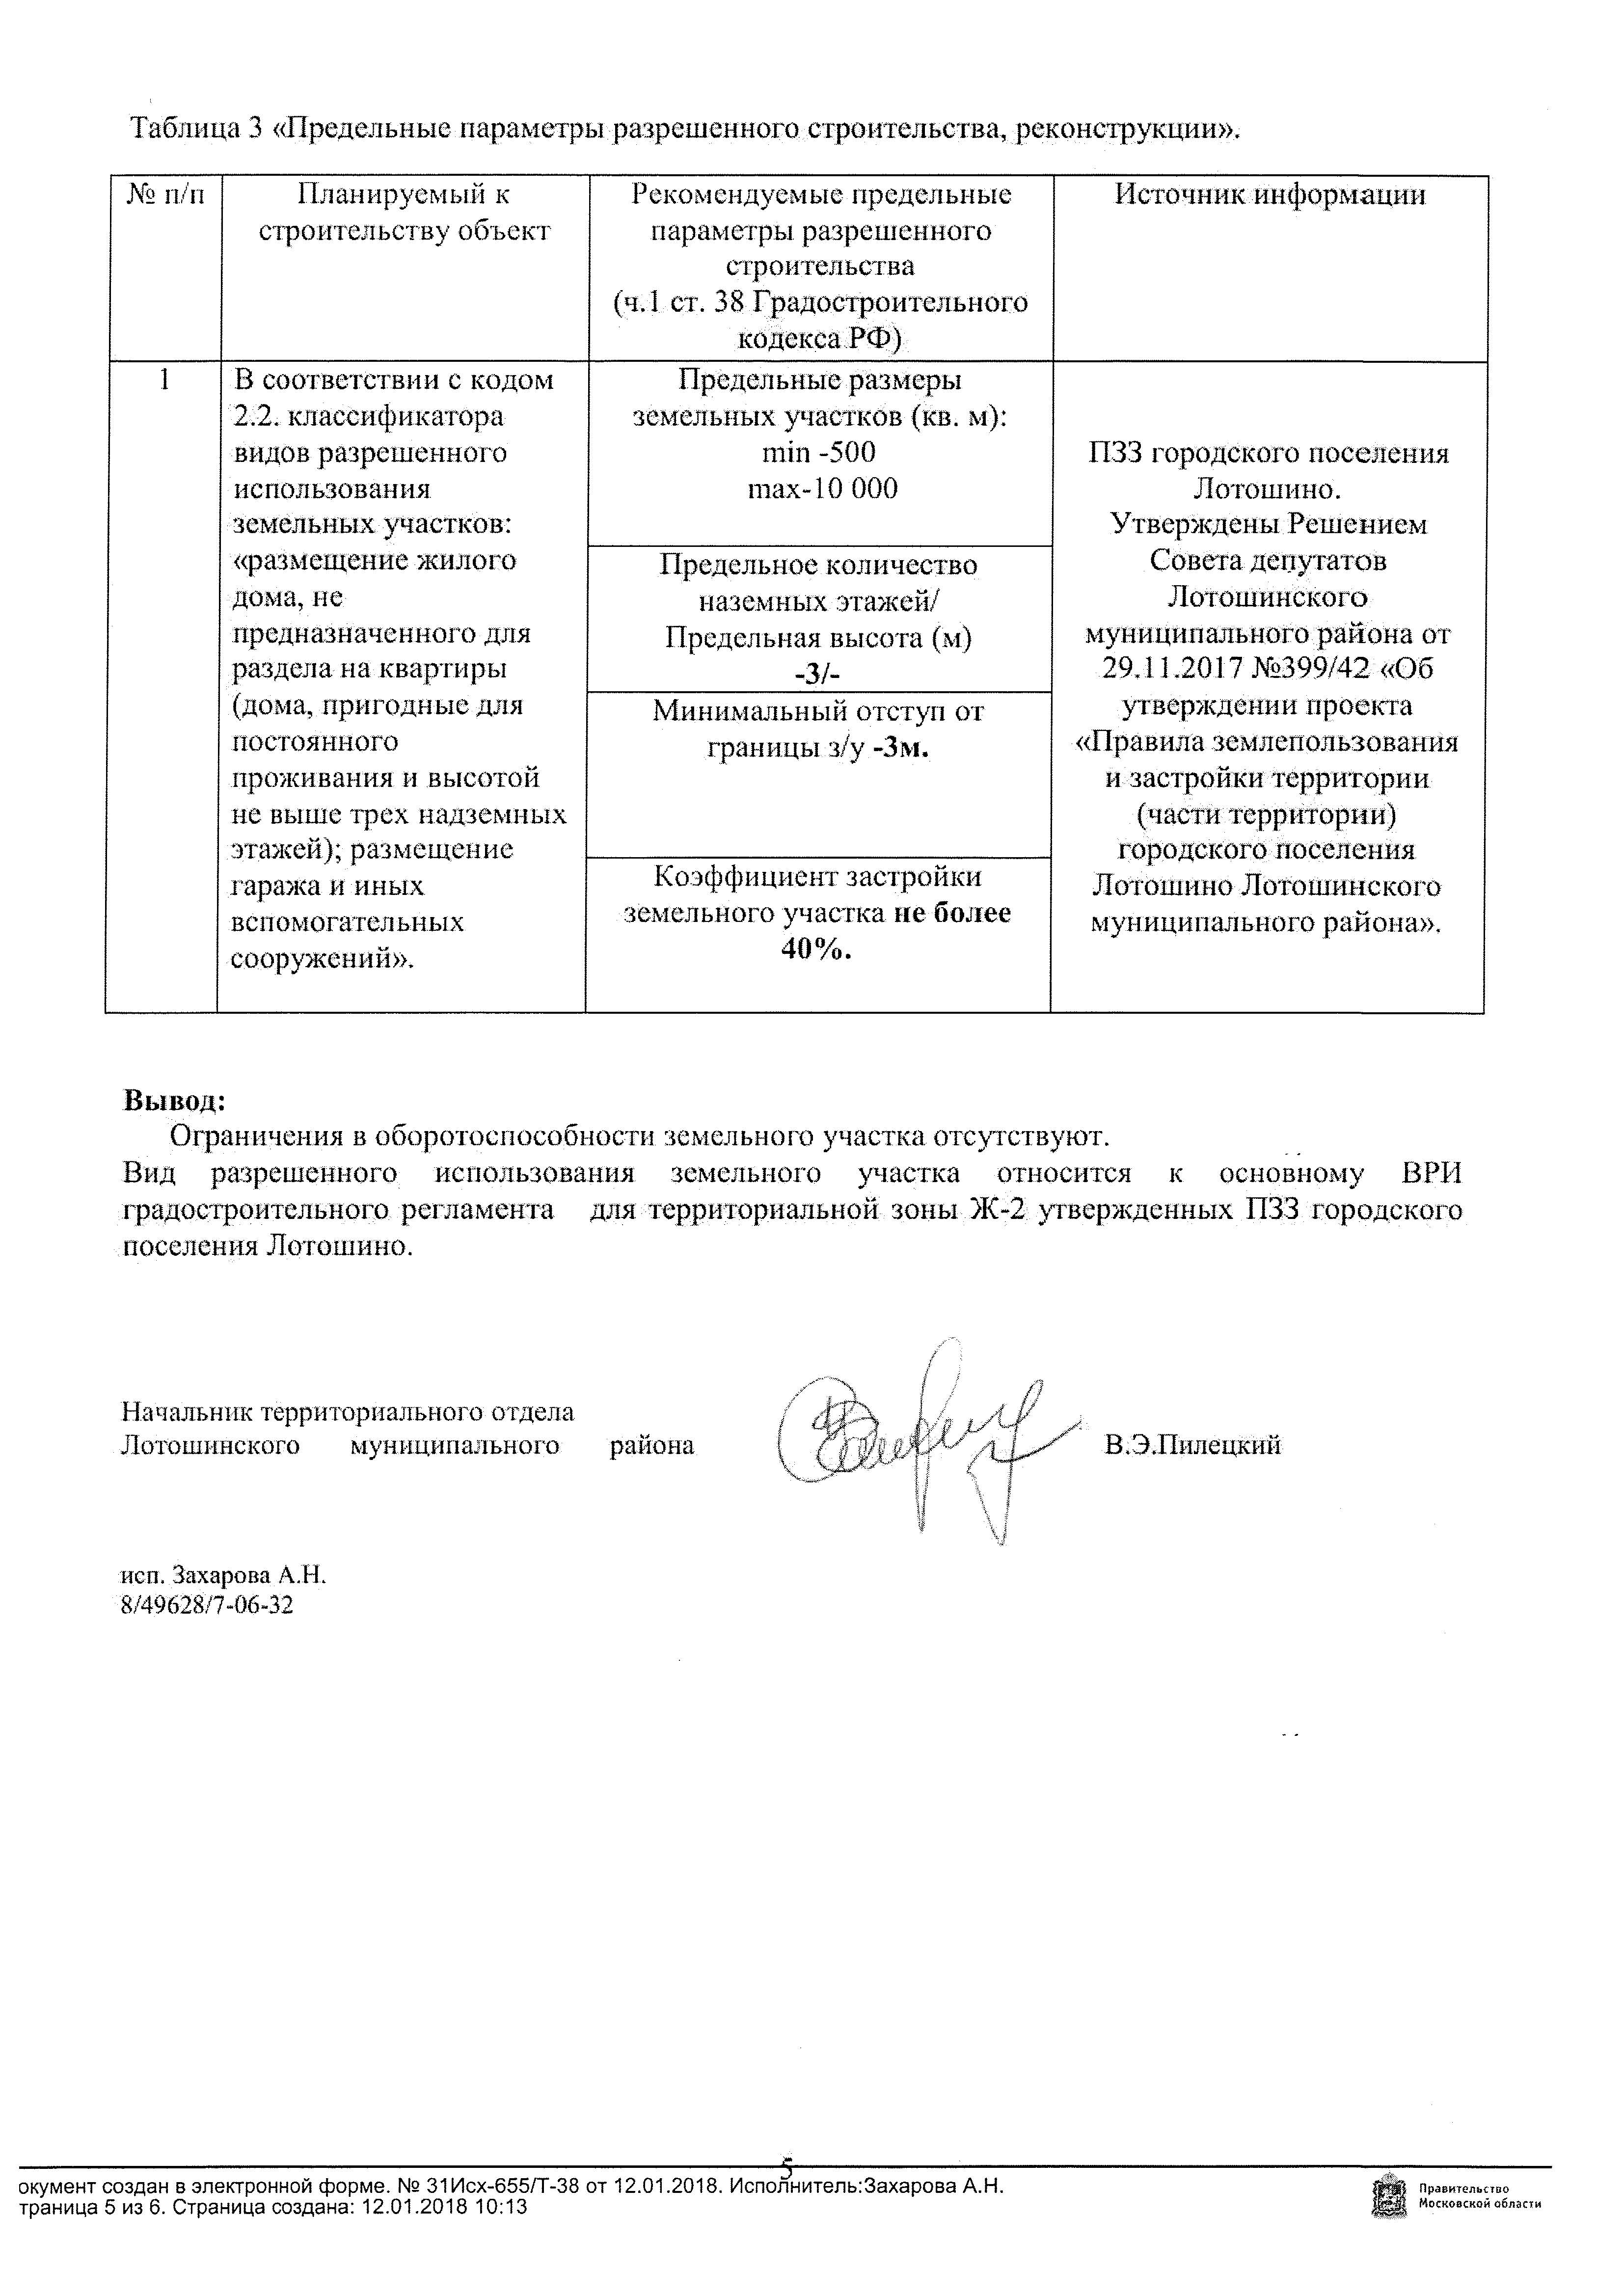 Таблица 3 «Предельные параметры разрешенного строительства, реконструкции».
№ п/п
Планируемый к
строительству объект
Рекомендуемые предельные
параметры разрешенного
строительства
(ч.1 ст. 38 Градостроительного
кодекса РФ)
Источник информации
1
В соответствии с кодом
2.2. классификатора
видов разрешенного
использования
земельных участков:
«размещение жилого
дома, не
предназначенного для
раздела на квартиры
(дома, пригодные для
постоянного
проживания и высотой
не выше трех надземных
этажей); размещение
гаража и иных
вспомогательных
сооружений».
Предельные размеры
земельных участков (кв. м):
min -500
max-10 000
Предельное количество
наземных этажей/
Предельная высота (м)
-3/-
Минимальный отступ от
границы з/у -3м.
Коэффициент застройки
земельного участка не более
40%.
ПЗЗ городского поселения
Лотошино.
Утверждены Решением
Совета депутатов
Лотошинского
муниципального района от
29.11.2017 №399/42 «Об
утверждении проекта
«Правила землепользования
и застройки территории
(части территории)
городского поселения
Лотошино Лотошинского
муниципального района».
Вывод:
Ограничения в оборотоспособности земельного участка отсутствуют.
Вид разрешенного использования земельного участка относится к основному ВРИ
градостроительного регламента для территориальной зоны Ж-2 утвержденных ПЗЗ городского
поселения Лотошино.
Начальник территориального отдела
Лотошинского муниципального района
В.Э.Пилецкий
исп. Захарова А.Н.
8/49628/7-06-32
5
окумент создан в электронной форме. № 31Исх-655/Т-38 от 12.01.2018. Исполнитель:Захарова А.Н.
траница 5 из 6. Страница создана: 12.01.2018 10:13
Правительство
Московской области